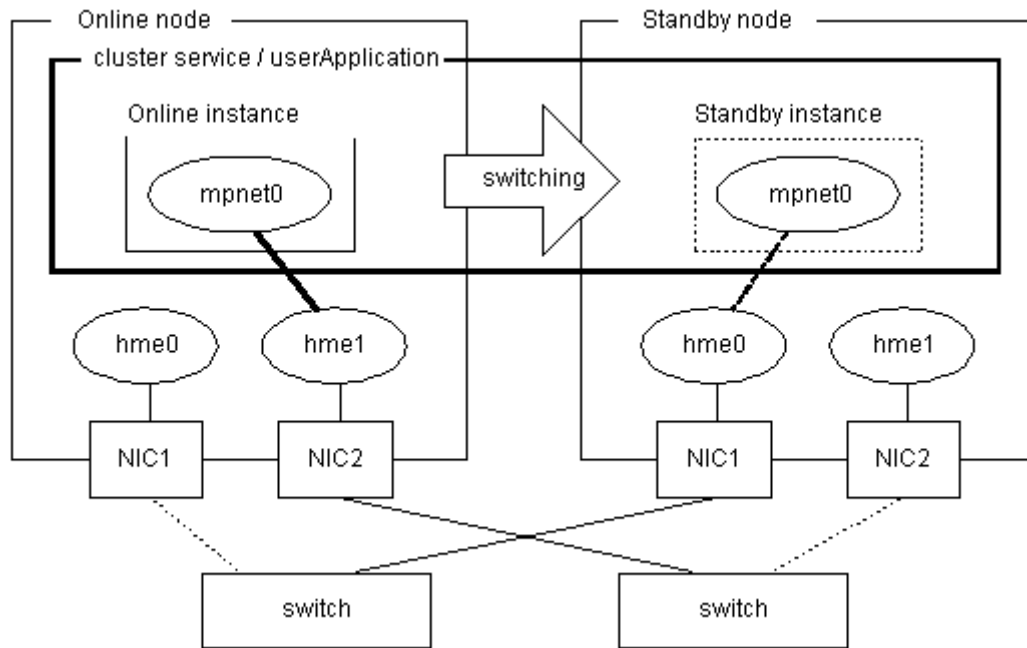 Online node
Standby node
cluster service / userApplication
Online instance
Standby instance
mpnet0
switching
mpnet0
hme0
hme1
hme0
hme1
NIC1
NIC2
NIC1
NIC2
switch
switch